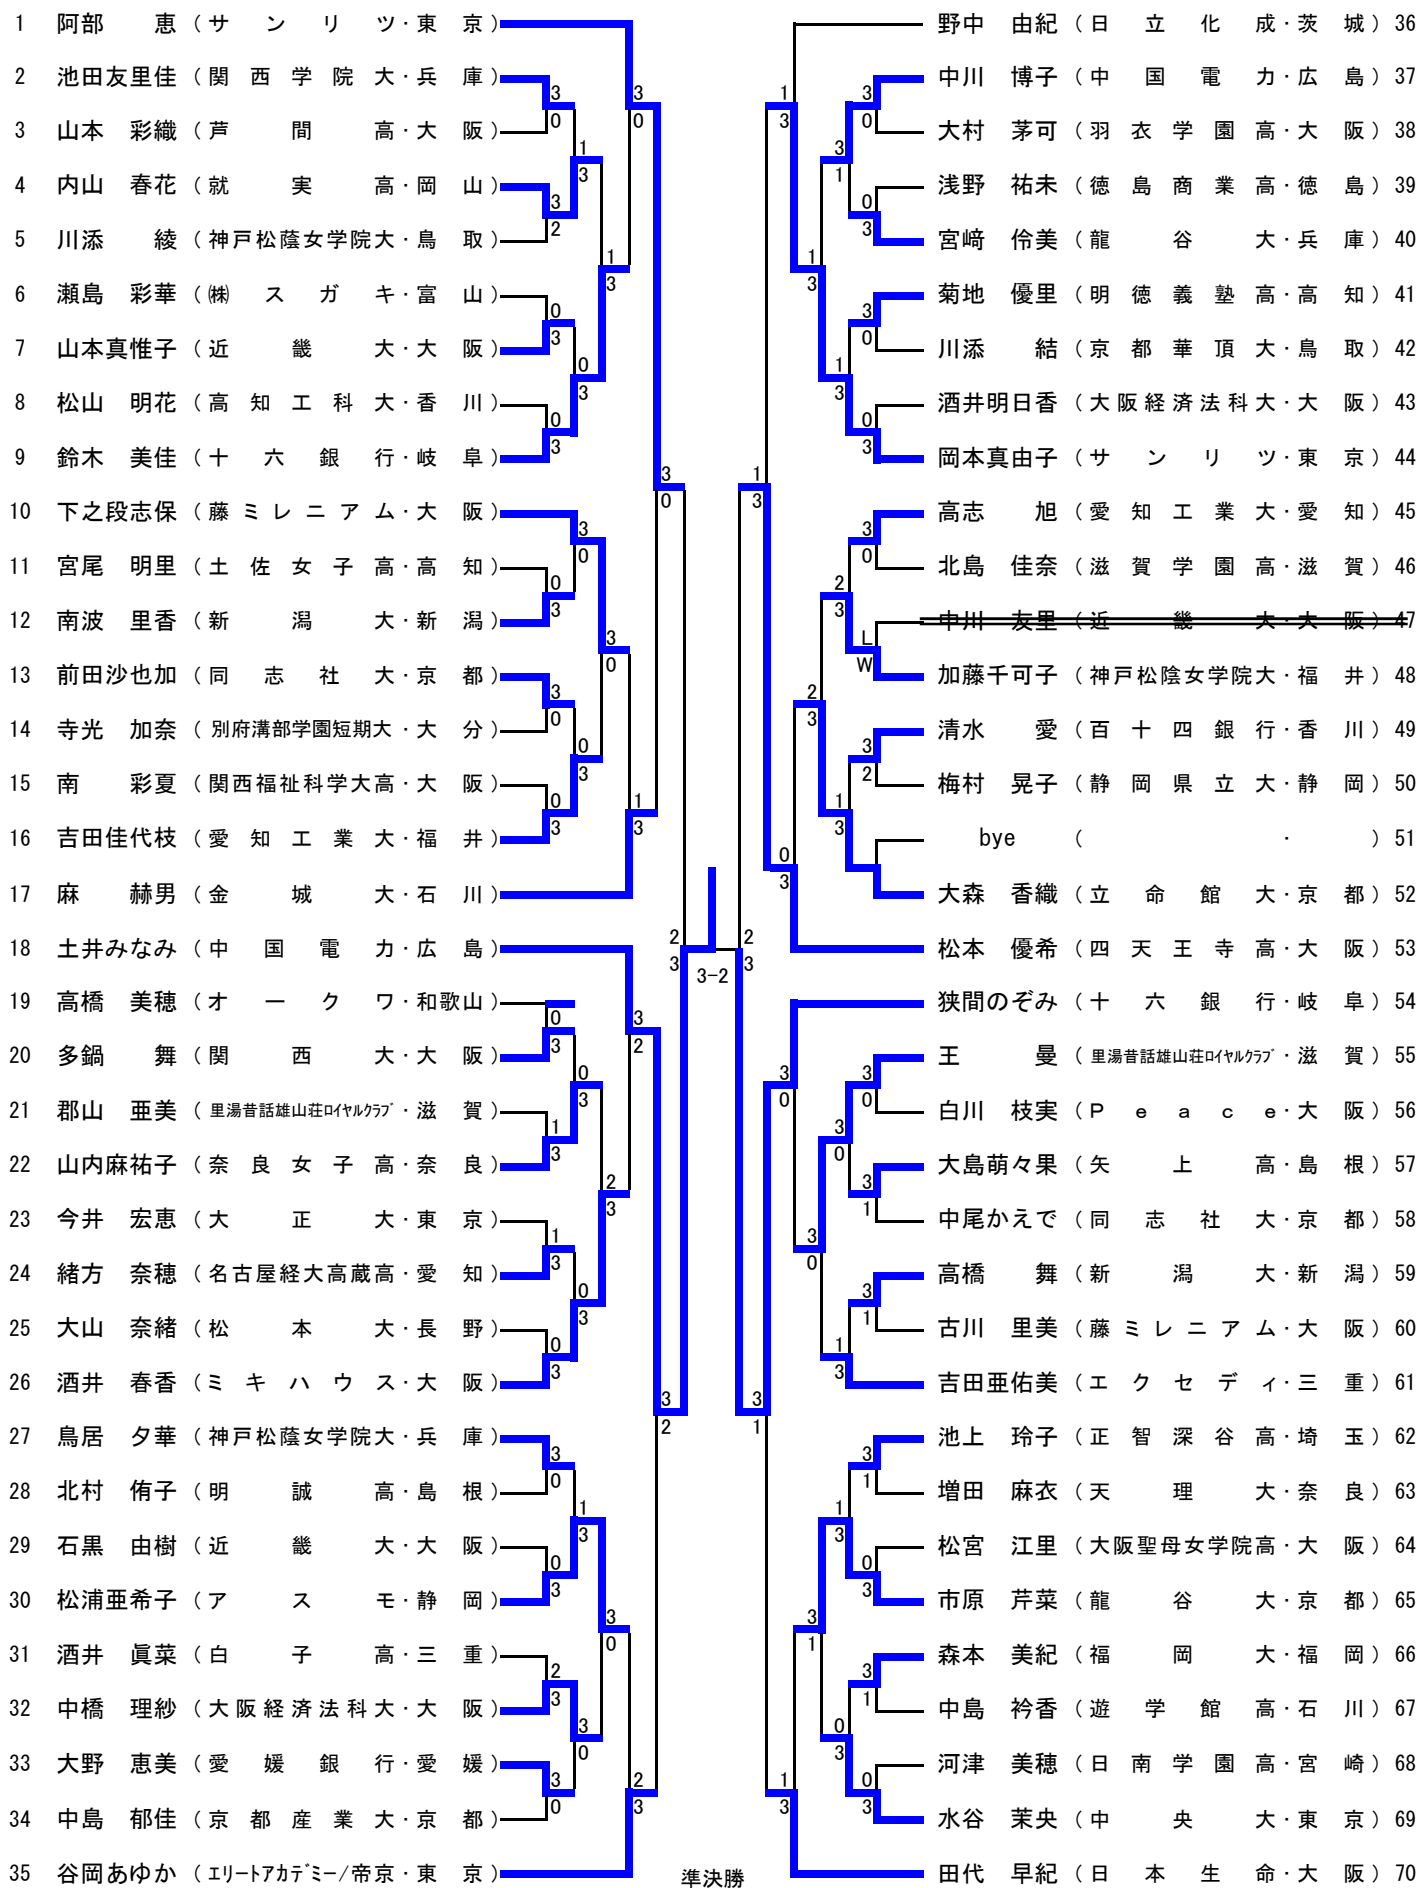 1 阿部 恵 (サンリツ・東京)
2 池田友里佳 (関西学院大・兵庫)
3 山本 彩織 (芦間高・大阪)
4 内山 春花 (就実高・岡山)
5 川添 綾 (神戸松蔭女学院大・鳥取)
6 瀬島 彩華 (㈱スガキ・富山)
7 山本真惟子 (近畿大・大阪)
8 松山 明花 (高知工科大・香川)
9 鈴木 美佳 (十六銀行・岐阜)
10 下之段志保 (藤ミレニアム・大阪)
11 宮尾 明里 (土佐女子高・高知)
12 南波 里香 (新潟大・新潟)
13 前田沙也加 (同志社大・京都)
14 寺光 加奈 (別府溝部学園短期大・大分)
15 南 彩夏 (関西福祉科学大高・大阪)
16 吉田佳代枝 (愛知工業大・福井)
17 麻 赫男 (金城大・石川)
18 土井みなみ (中国電力・広島)
19 高橋 美穂 (オークワ・和歌山)
20 多鍋 舞 (関西大・大阪)
21 郡山 亜美 (里湯昔話雄山荘ﾛｲﾔﾙｸﾗﾌﾞ・滋賀)
22 山内麻祐子 (奈良女子高・奈良)
23 今井 宏恵 (大正大・東京)
24 緒方 奈穂 (名古屋経大高蔵高・愛知)
25 大山 奈緒 (松本大・長野)
26 酒井 春香 (ミキハウス・大阪)
27 鳥居 夕華 (神戸松蔭女学院大・兵庫)
28 北村 侑子 (明誠高・島根)
29 石黒 由樹 (近畿大・大阪)
30 松浦亜希子 (アスモ・静岡)
31 酒井 眞菜 (白子高・三重)
32 中橋 理紗 (大阪経済法科大・大阪)
33 大野 恵美 (愛媛銀行・愛媛)
34 中島 郁佳 (京都産業大・京都)
35 谷岡あゆか (ｴﾘｰﾄｱｶﾃﾞﾐｰ/帝京・東京)
野中 由紀 (日立化成・茨城) 36
中川 博子 (中国電力・広島) 37
大村 茅可 (羽衣学園高・大阪) 38
浅野 祐未 (徳島商業高・徳島) 39
宮﨑 伶美 (龍谷大・兵庫) 40
菊地 優里 (明徳義塾高・高知) 41
川添 結 (京都華頂大・鳥取) 42
酒井明日香 (大阪経済法科大・大阪) 43
岡本真由子 (サンリツ・東京) 44
高志 旭 (愛知工業大・愛知) 45
北島 佳奈 (滋賀学園高・滋賀) 46
中川 友里 (近畿大・大阪) 47
加藤千可子 (神戸松陰女学院大・福井) 48
清水 愛 (百十四銀行・香川) 49
梅村 晃子 (静岡県立大・静岡) 50
bye (・) 51
大森 香織 (立命館大・京都) 52
松本 優希 (四天王寺高・大阪) 53
狭間のぞみ (十六銀行・岐阜) 54
王 曼 (里湯昔話雄山荘ﾛｲﾔﾙｸﾗﾌﾞ・滋賀) 55
白川 枝実 (Peace・大阪) 56
大島萌々果 (矢上高・島根) 57
中尾かえで (同志社大・京都) 58
高橋 舞 (新潟大・新潟) 59
古川 里美 (藤ミレニアム・大阪) 60
吉田亜佑美 (エクセディ・三重) 61
池上 玲子 (正智深谷高・埼玉) 62
増田 麻衣 (天理大・奈良) 63
松宮 江里 (大阪聖母女学院高・大阪) 64
市原 芹菜 (龍谷大・京都) 65
森本 美紀 (福岡大・福岡) 66
中島 衿香 (遊学館高・石川) 67
河津 美穂 (日南学園高・宮崎) 68
水谷 茉央 (中央大・東京) 69
田代 早紀 (日本生命・大阪) 70
3-2
L
W
準決勝